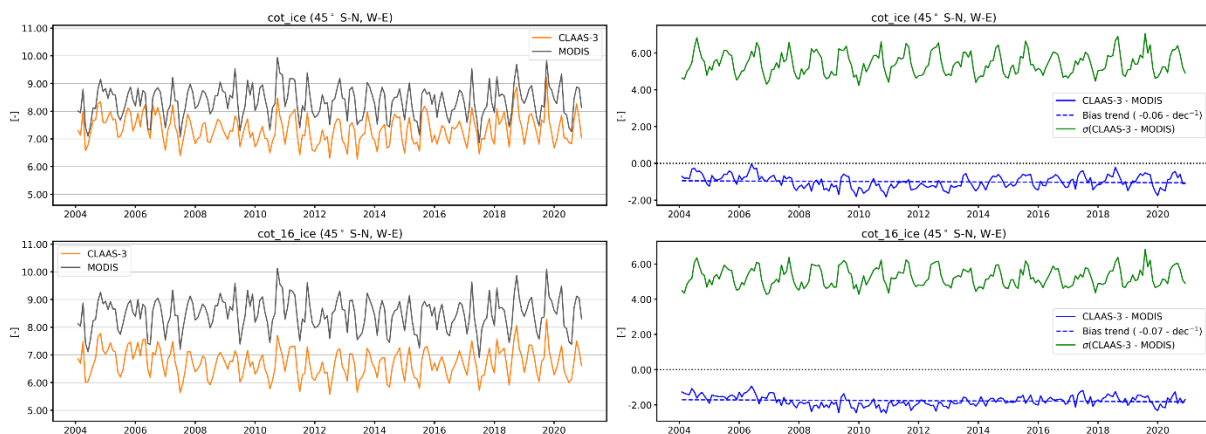 cot_ice (45° S-N, W-E)
11.00
10.00
9.00
8.00
7.00
6.00
5.00
[-]
CLAAS-3
MODIS
2004 2006 2008 2010 2012 2014 2016 2018 2020
cot_ice (45° S-N, W-E)
6.00
4.00
2.00
0.00
-2.00
[-]
CLAAS-3 - MODIS
Bias trend ( -0.06 - dec⁻¹)
σ(CLAAS-3 - MODIS)
2004 2006 2008 2010 2012 2014 2016 2018 2020
cot_16_ice (45° S-N, W-E)
11.00
10.00
9.00
8.00
7.00
6.00
5.00
[-]
CLAAS-3
MODIS
2004 2006 2008 2010 2012 2014 2016 2018 2020
cot_16_ice (45° S-N, W-E)
6.00
4.00
2.00
0.00
-2.00
[-]
CLAAS-3 - MODIS
Bias trend ( -0.07 - dec⁻¹)
σ(CLAAS-3 - MODIS)
2004 2006 2008 2010 2012 2014 2016 2018 2020